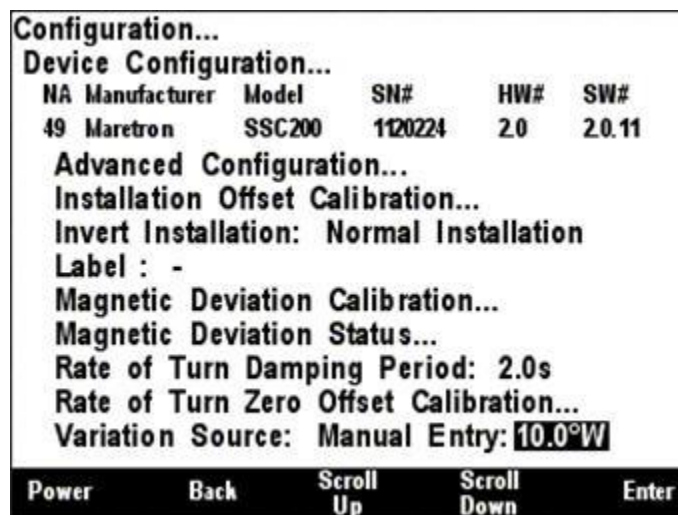 Configuration...
Device Configuration...
NA Manufacturer Model SN# HW# SW#
49 Maretron SSC200 1120224 2.0 2.0.11
Advanced Configuration...
Installation Offset Calibration...
Invert Installation: Normal Installation
Label : -
Magnetic Deviation Calibration...
Magnetic Deviation Status...
Rate of Turn Damping Period: 2.0s
Rate of Turn Zero Offset Calibration...
Variation Source: Manual Entry: 10.0°W
Power Back Scroll Up Scroll Down Enter